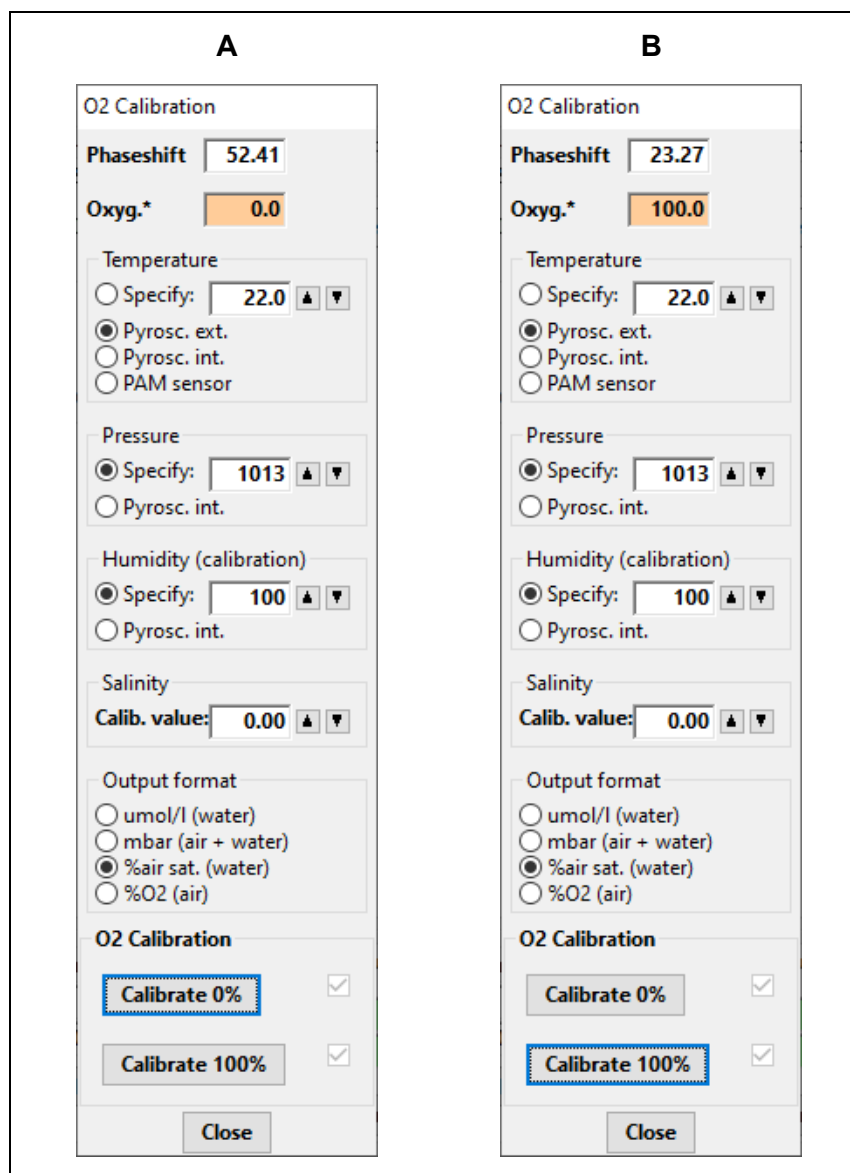 A
O2 Calibration
Phaseshift 52.41
Oxyg.* 0.0
Temperature
Specify: 22.0
Pyrosc. ext.
Pyrosc. int.
PAM sensor
Pressure
Specify: 1013
Pyrosc. int.
Humidity (calibration)
Specify: 100
Pyrosc. int.
Salinity
Calib. value: 0.00
Output format
umol/l (water)
mbar (air + water)
%air sat. (water)
%O2 (air)
O2 Calibration
Calibrate 0%
Calibrate 100%
Close
B
O2 Calibration
Phaseshift 23.27
Oxyg.* 100.0
Temperature
Specify: 22.0
Pyrosc. ext.
Pyrosc. int.
PAM sensor
Pressure
Specify: 1013
Pyrosc. int.
Humidity (calibration)
Specify: 100
Pyrosc. int.
Salinity
Calib. value: 0.00
Output format
umol/l (water)
mbar (air + water)
%air sat. (water)
%O2 (air)
O2 Calibration
Calibrate 0%
Calibrate 100%
Close